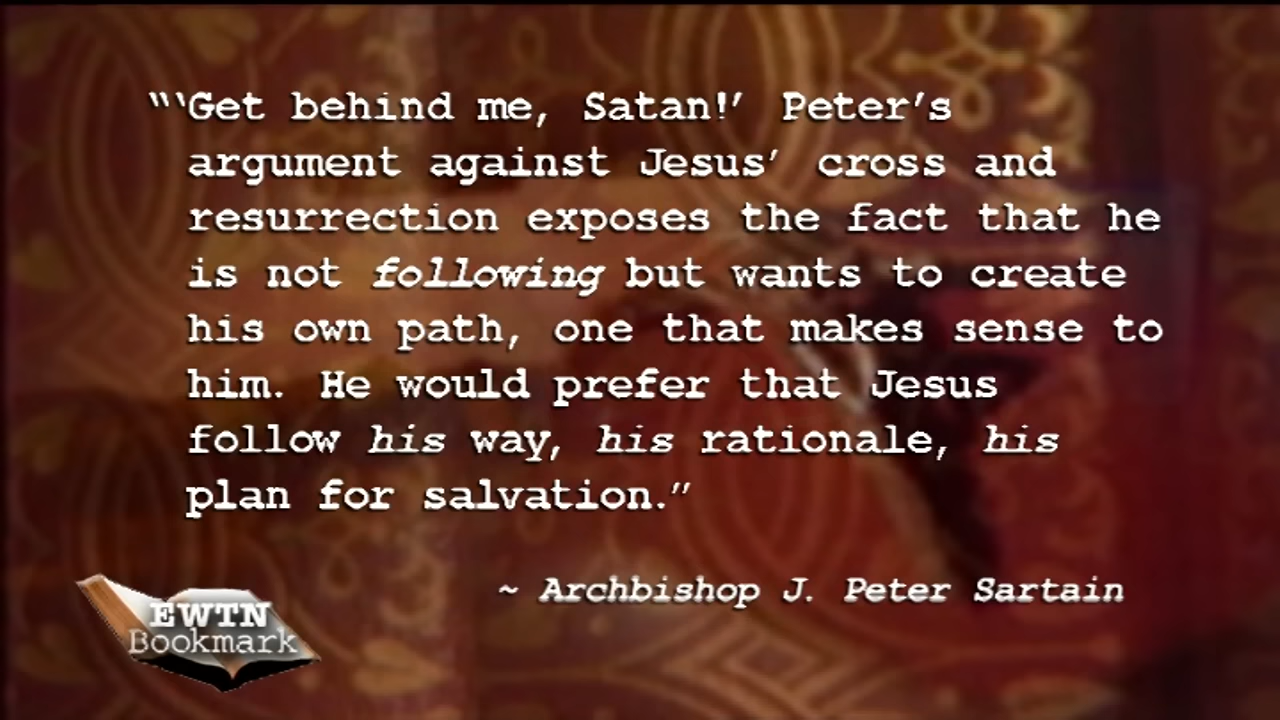 “‘Get behind me, Satan!’ Peter’s
argument against Jesus’ cross and
resurrection exposes the fact that he
is not following but wants to create
his own path, one that makes sense to
him. He would prefer that Jesus
follow his way, his rationale, his
plan for salvation.”
~ Archbishop J. Peter Sartain
EWTN
Bookmark